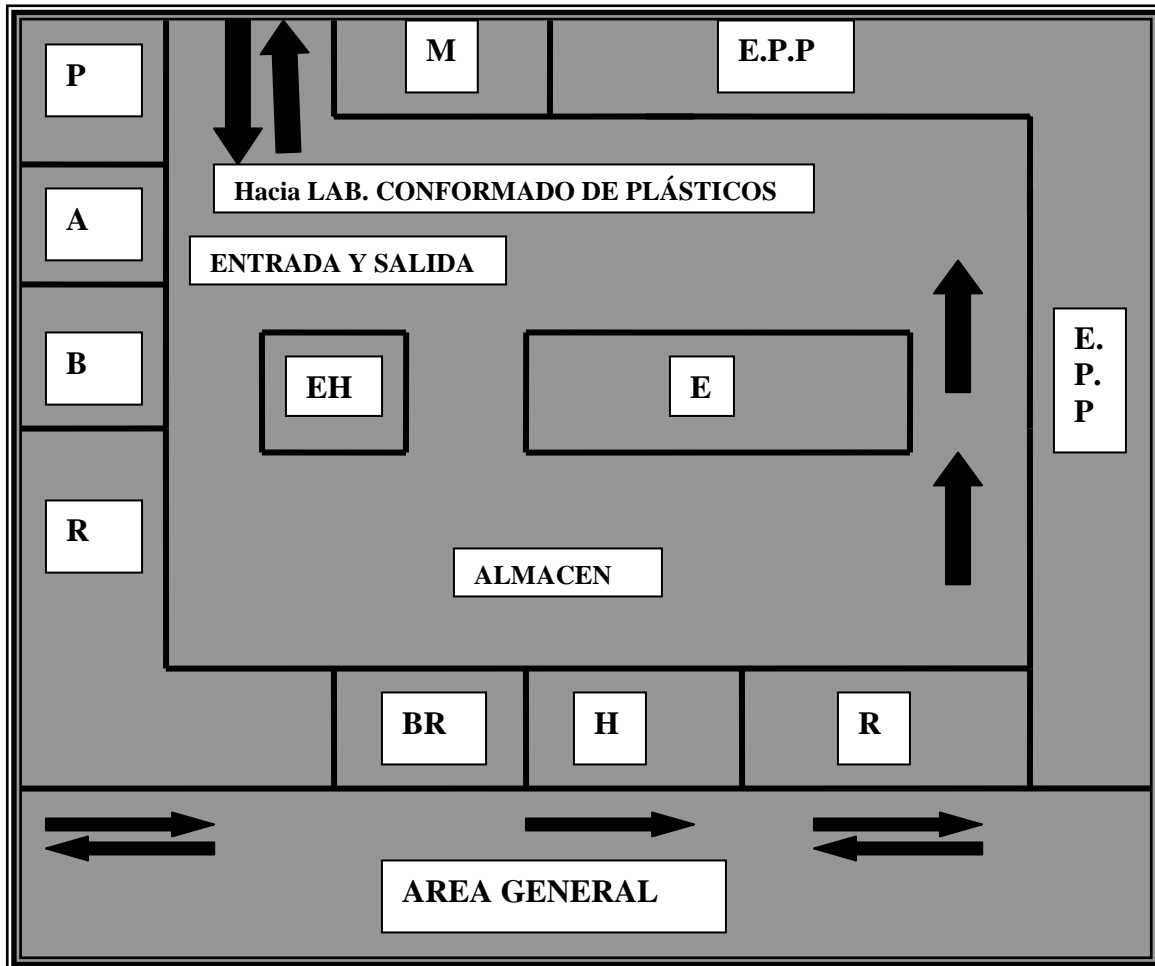 P
M
E.P.P
A
Hacia LAB. CONFORMADO DE PLÁSTICOS
ENTRADA Y SALIDA
B
EH
E
E.
P.
P
R
ALMACEN
BR
H
R
AREA GENERAL